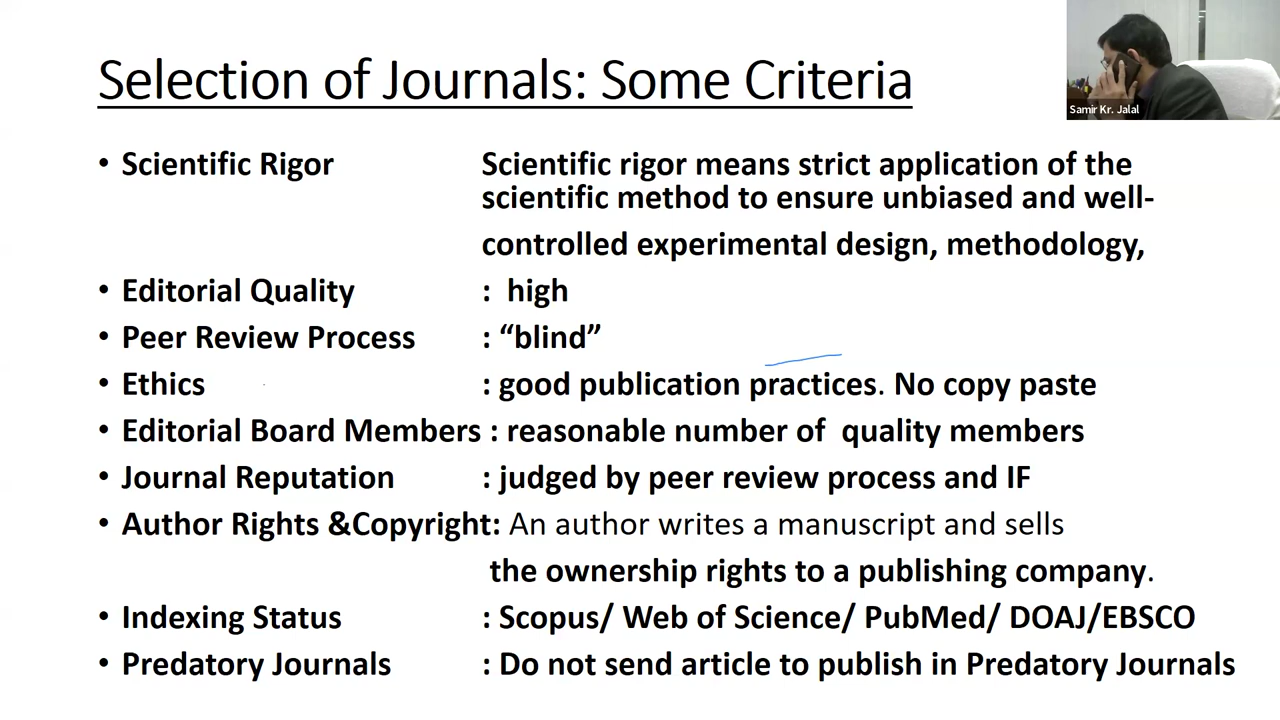 Selection of Journals: Some Criteria
Samir Kr. Jalal
• Scientific Rigor Scientific rigor means strict application of the
scientific method to ensure unbiased and well-
controlled experimental design, methodology,
• Editorial Quality : high
• Peer Review Process : “blind”
• Ethics : good publication practices. No copy paste
• Editorial Board Members : reasonable number of quality members
• Journal Reputation : judged by peer review process and IF
• Author Rights &Copyright: An author writes a manuscript and sells
the ownership rights to a publishing company.
• Indexing Status : Scopus/ Web of Science/ PubMed/ DOAJ/EBSCO
• Predatory Journals : Do not send article to publish in Predatory Journals